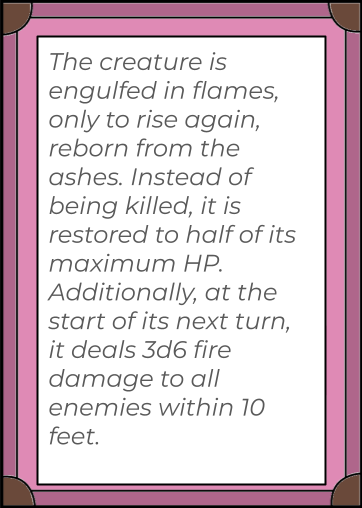 The creature is
engulfed in flames,
only to rise again,
reborn from the
ashes. Instead of
being killed, it is
restored to half of its
maximum HP.
Additionally, at the
start of its next turn,
it deals 3d6 fire
damage to all
enemies within 10
feet.